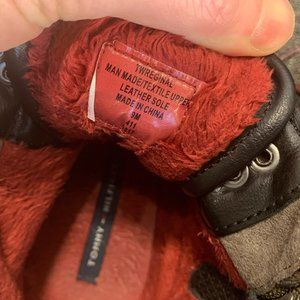 TWREGINAL
MAN MADE/TEXTILE UPPER
LEATHER SOLE
MADE IN CHINA
9M
411
TOMMY HILFIGER